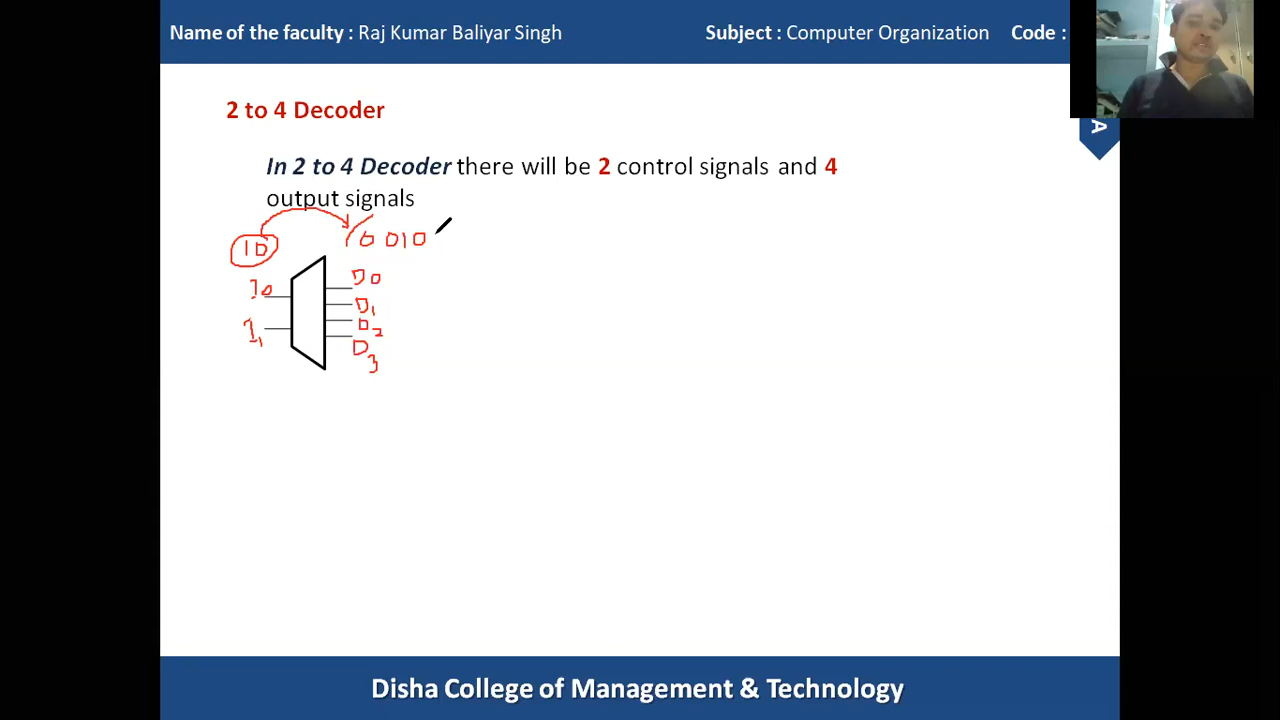 Name of the faculty : Raj Kumar Baliyar Singh Subject : Computer Organization Code :
A
2 to 4 Decoder
In 2 to 4 Decoder there will be 2 control signals and 4
output signals
10 0010
I0 D0
D1
I1 D2
D3
Disha College of Management & Technology